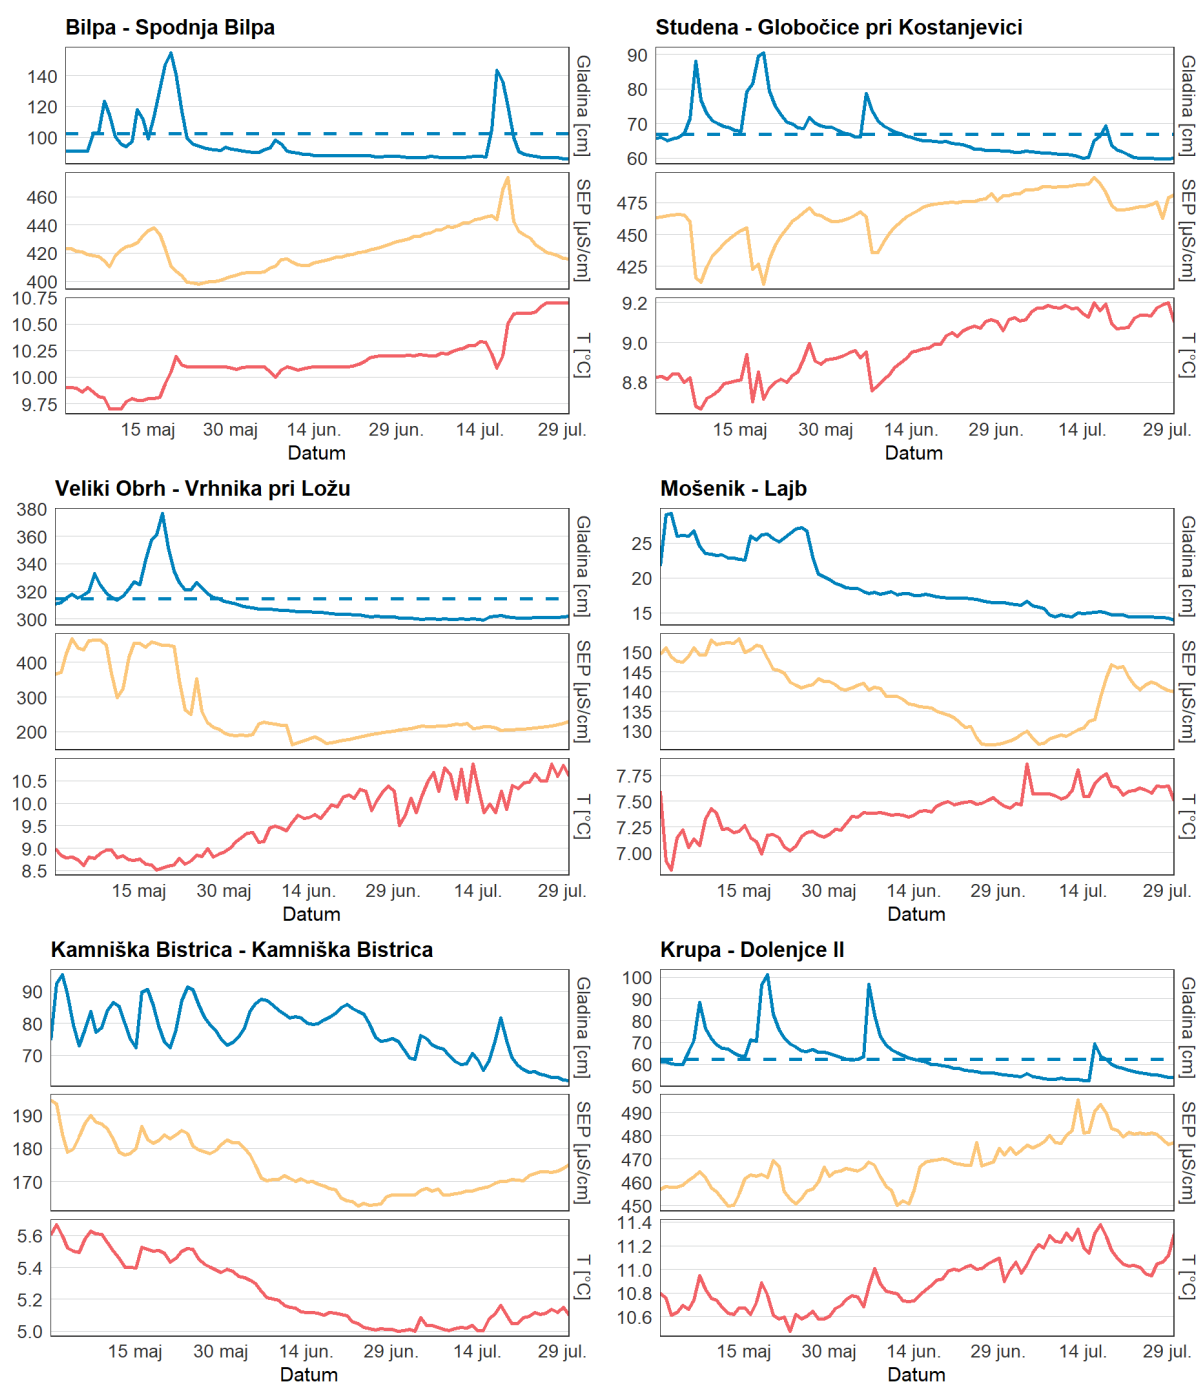 Bilpa - Spodnja Bilpa
140
120
100
Gladina [cm]
460
440
420
400
SEP [µS/cm]
10.75
10.50
10.25
10.00
9.75
T [°C]
15 maj 30 maj 14 jun. 29 jun. 14 jul. 29 jul.
Datum
Studena - Globočice pri Kostanjevici
90
80
70
60
Gladina [cm]
475
450
425
SEP [µS/cm]
9.2
9.0
8.8
T [°C]
15 maj 30 maj 14 jun. 29 jun. 14 jul. 29 jul.
Datum
Veliki Obrh - Vrhnika pri Ložu
380
360
340
320
300
Gladina [cm]
400
300
200
SEP [µS/cm]
10.5
10.0
9.5
9.0
8.5
T [°C]
15 maj 30 maj 14 jun. 29 jun. 14 jul. 29 jul.
Datum
Mošenik - Lajb
25
20
15
Gladina [cm]
150
145
140
135
130
SEP [µS/cm]
7.75
7.50
7.25
7.00
T [°C]
15 maj 30 maj 14 jun. 29 jun. 14 jul. 29 jul.
Datum
Kamniška Bistrica - Kamniška Bistrica
90
80
70
Gladina [cm]
190
180
170
SEP [µS/cm]
5.6
5.4
5.2
5.0
T [°C]
15 maj 30 maj 14 jun. 29 jun. 14 jul. 29 jul.
Datum
Krupa - Dolenjce II
100
90
80
70
60
50
Gladina [cm]
490
480
470
460
450
SEP [µS/cm]
11.4
11.2
11.0
10.8
10.6
T [°C]
15 maj 30 maj 14 jun. 29 jun. 14 jul. 29 jul.
Datum